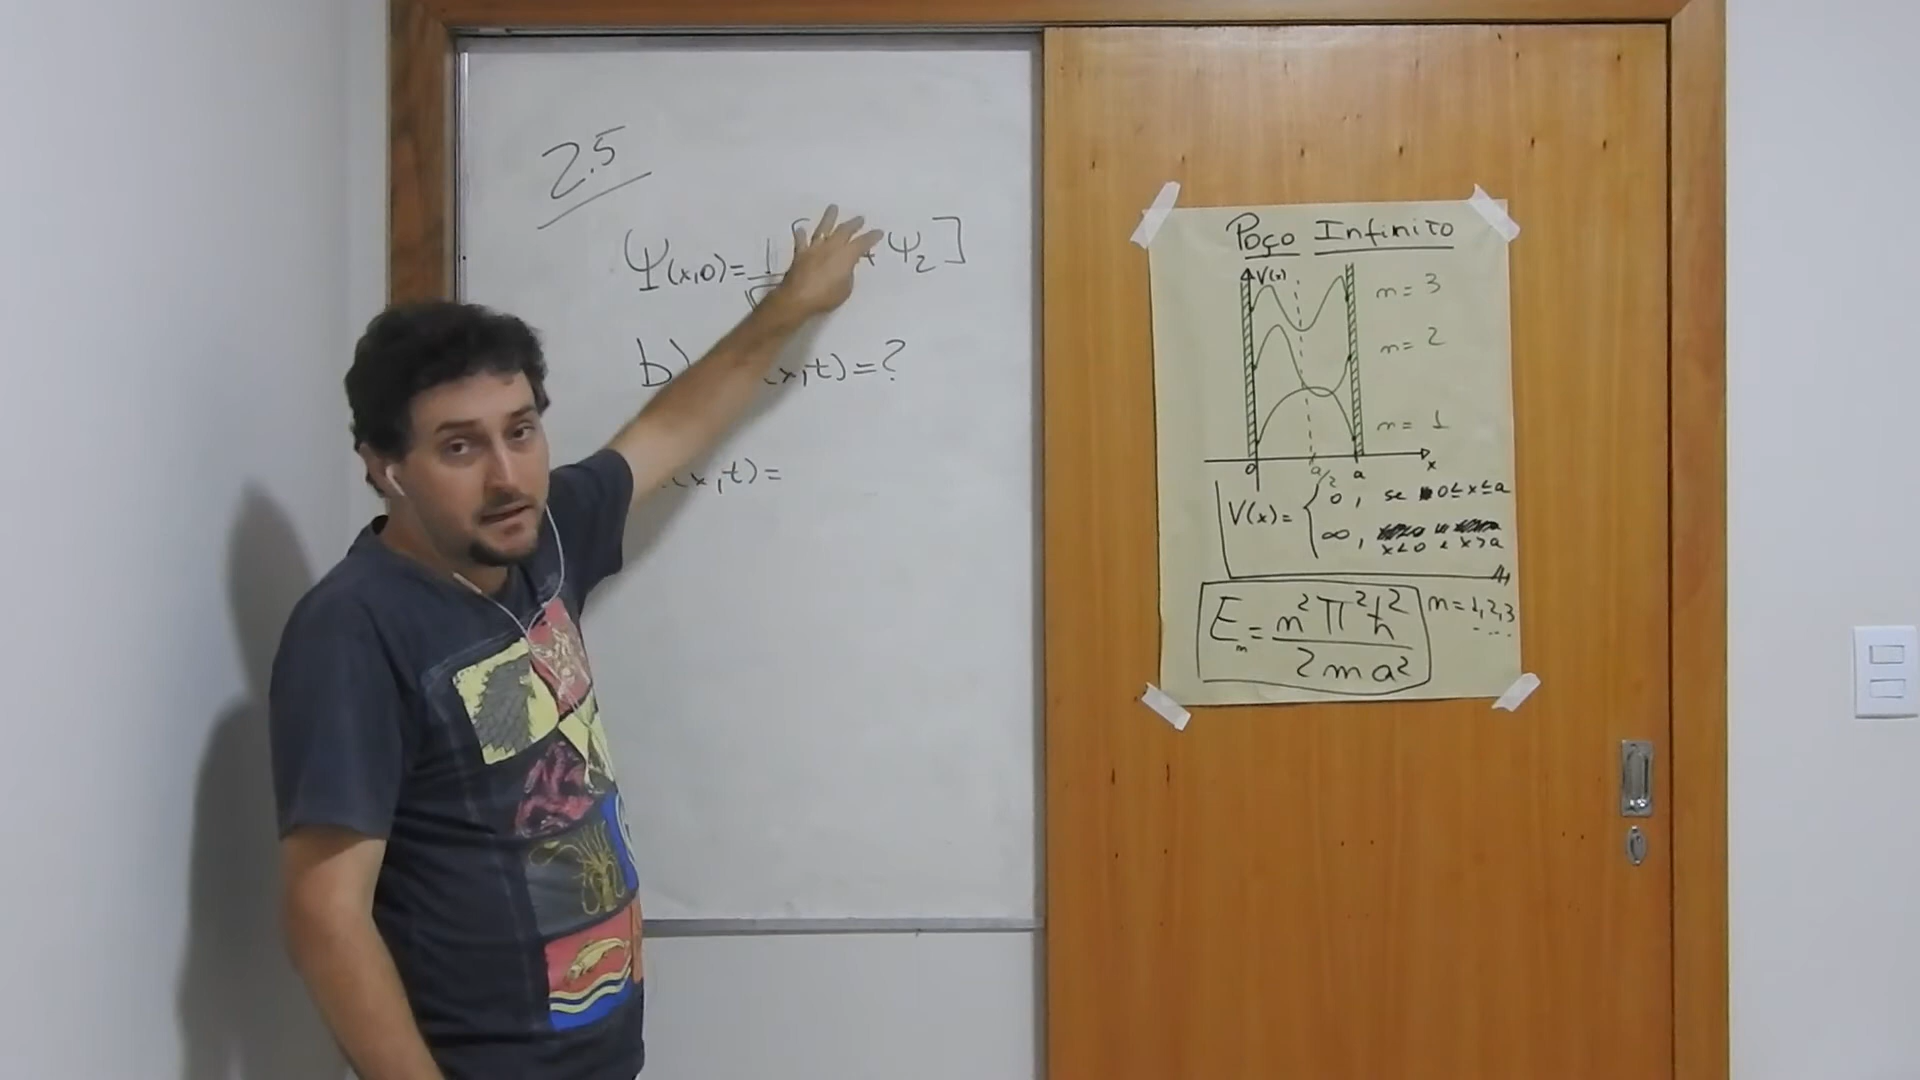 2.5
Ψ(x,0)= 1 [ + ψ₂ ]
b) (x,t)=?
(x,t)=
Poço Infinito
V(x)
n= 3
n= 2
n= 1
0 a/2 a x
V(x)= { 0, se 0≤x≤a
∞, x<0 e x>a
Eₙ = n²π²ħ² / 2ma²
n=1,2,3
....